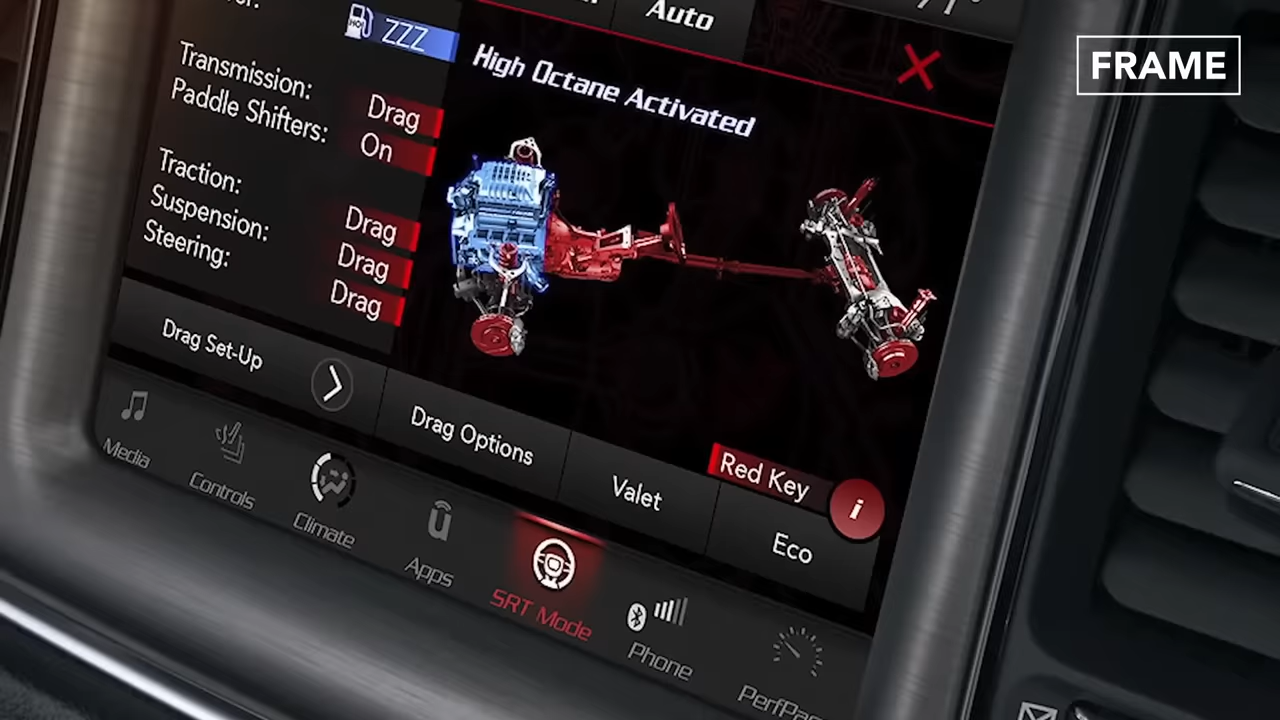 Auto
FRAME
HO ZZZ
High Octane Activated
Transmission: Drag
Paddle Shifters: On
Traction: Drag
Suspension: Drag
Steering: Drag
Drag Set-Up
Drag Options
Valet
Red Key
i
Eco
Media
Controls
Climate
Apps
SRT Mode
Phone